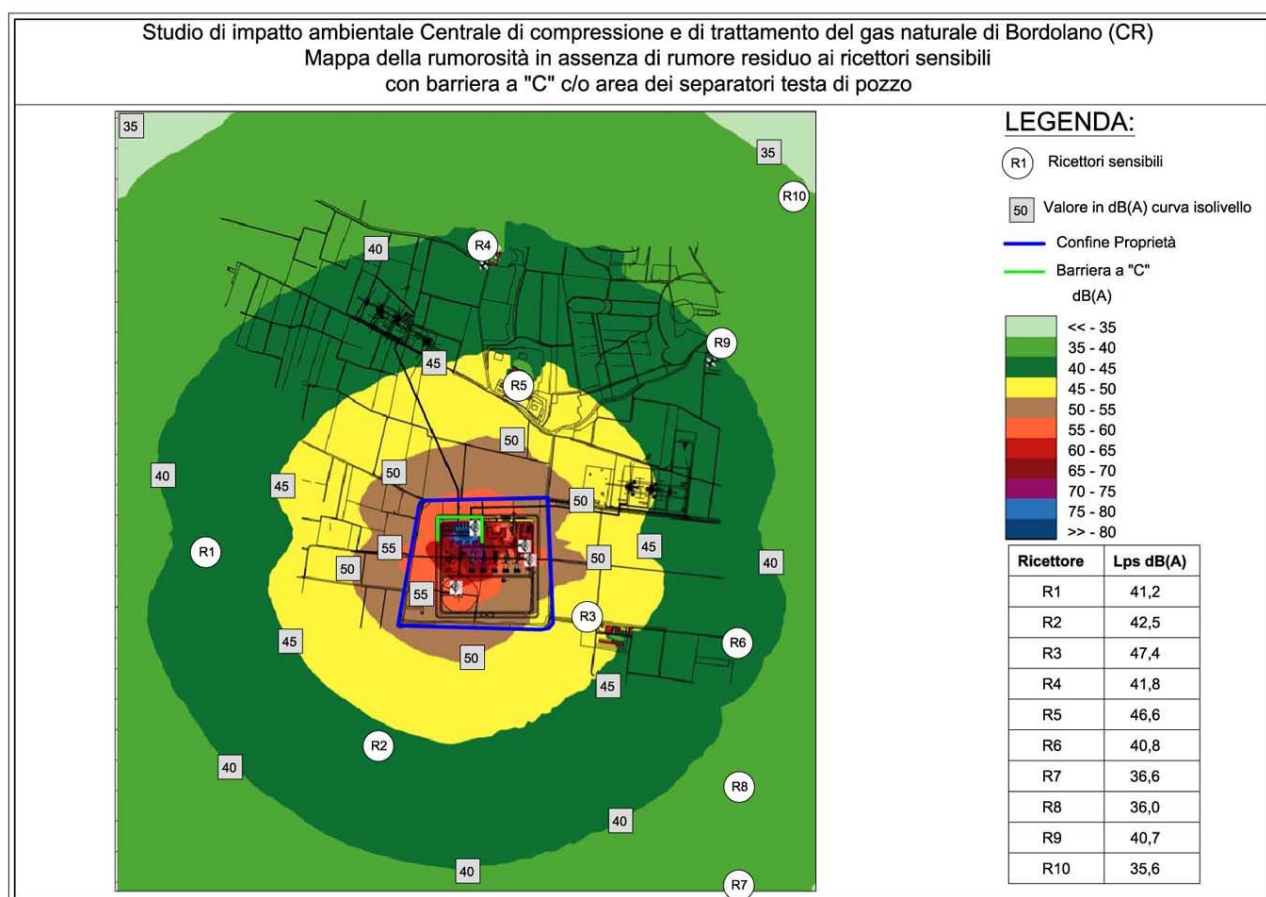 Studio di impatto ambientale Centrale di compressione e di trattamento del gas naturale di Bordolano (CR)
Mappa della rumorosità in assenza di rumore residuo ai ricettori sensibili
con barriera a "C" c/o area dei separatori testa di pozzo
35
35
R10
40
R4
R9
45
R5
50
50
40
45
50
R1
55
50
45
50
40
55
R3
45
R6
50
45
R2
40
R8
40
40
R7
LEGENDA:
R1 Ricettori sensibili
50 Valore in dB(A) curva isolivello
Confine Proprietà
Barriera a "C"
dB(A)
<< - 35
35 - 40
40 - 45
45 - 50
50 - 55
55 - 60
60 - 65
65 - 70
70 - 75
75 - 80
>> - 80
Ricettore Lps dB(A)
R1 41,2
R2 42,5
R3 47,4
R4 41,8
R5 46,6
R6 40,8
R7 36,6
R8 36,0
R9 40,7
R10 35,6